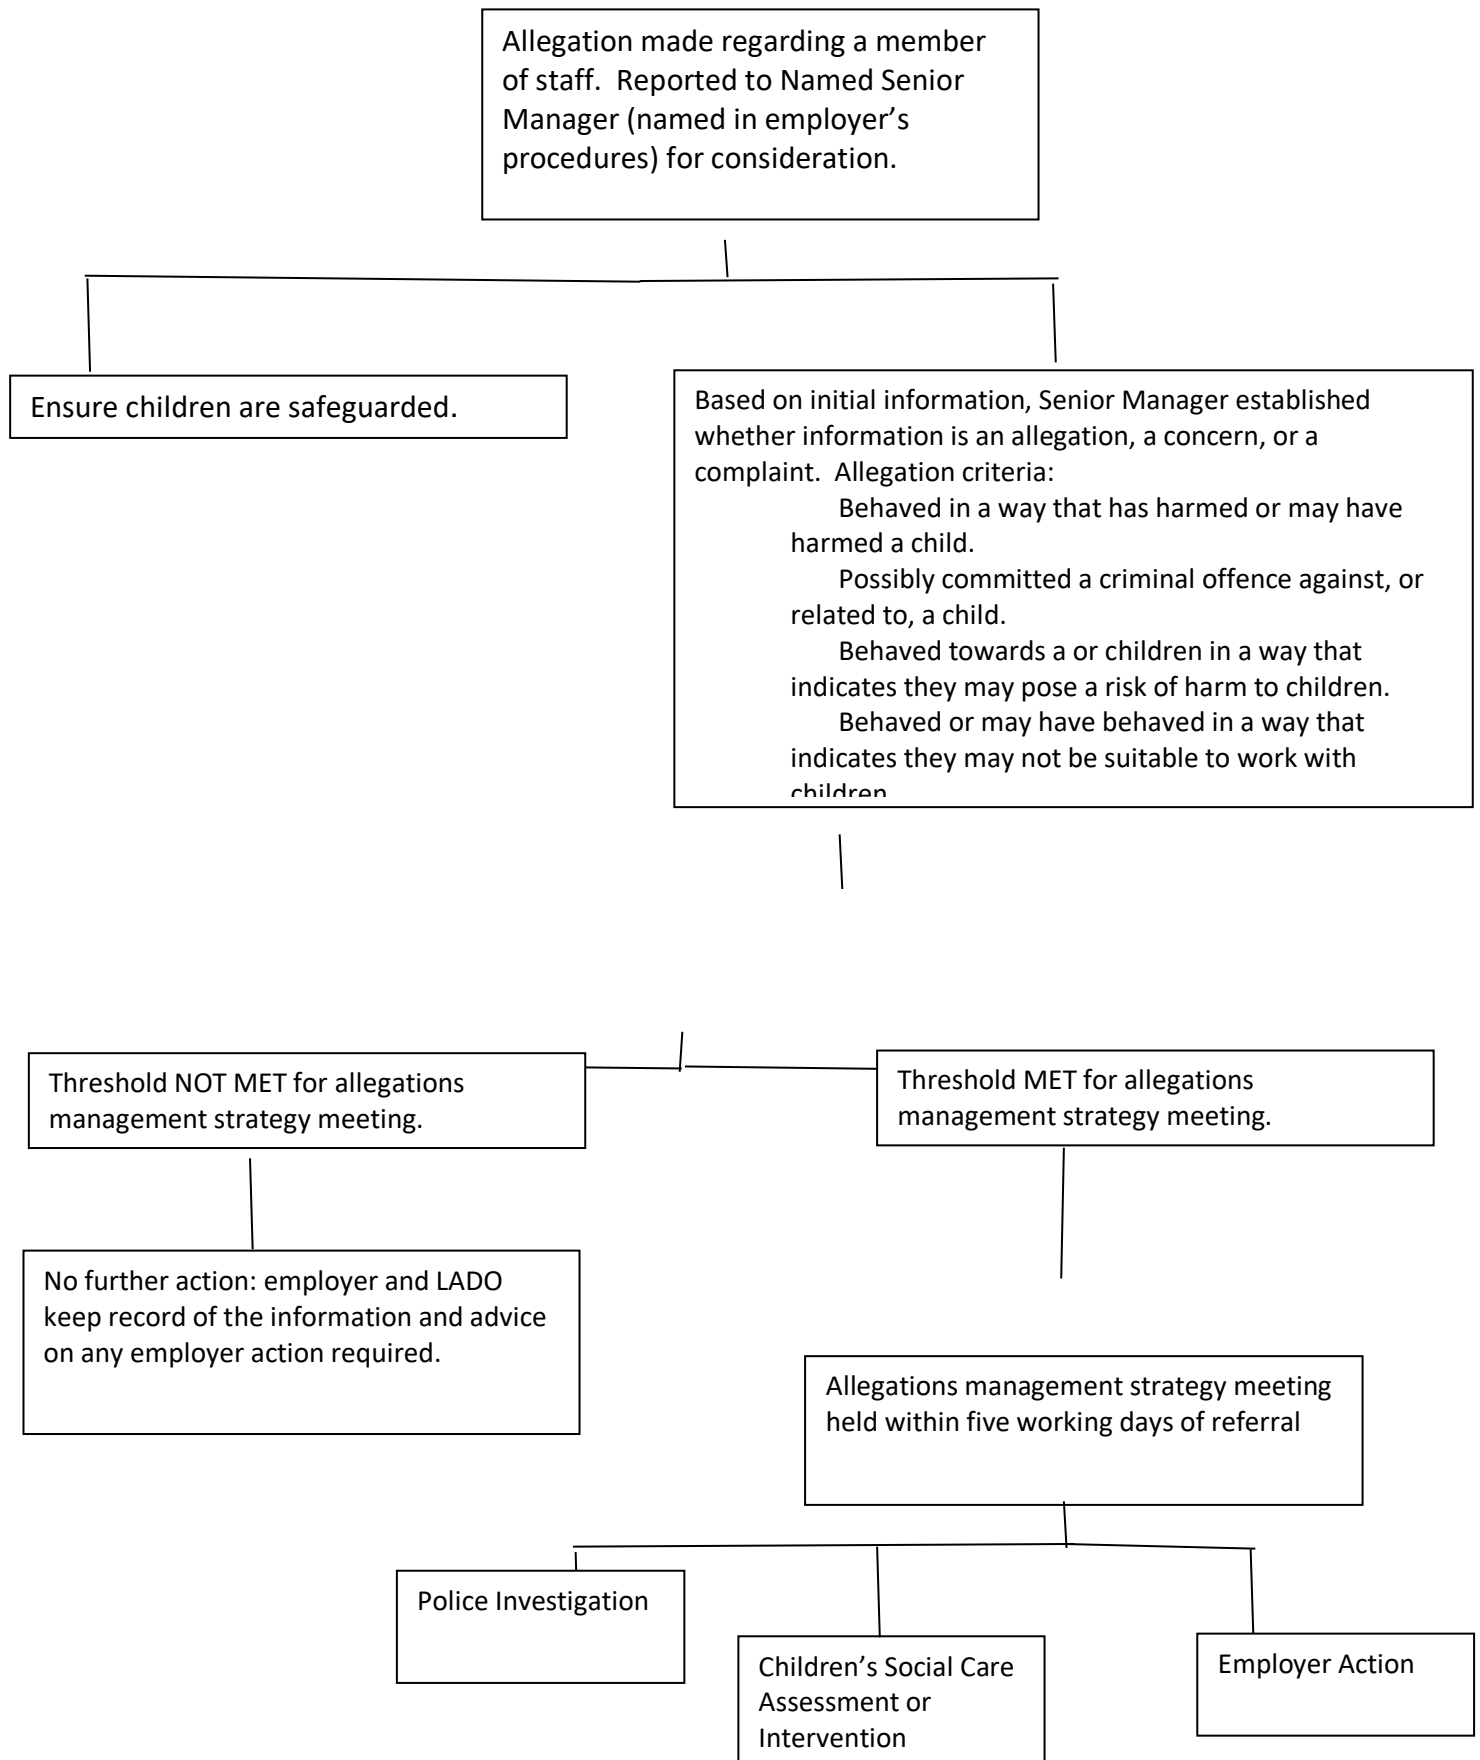 Allegation made regarding a member
of staff.  Reported to Named Senior
Manager (named in employer’s
procedures) for consideration.
Ensure children are safeguarded.
Based on initial information, Senior Manager established
whether information is an allegation, a concern, or a
complaint.  Allegation criteria:
Behaved in a way that has harmed or may have
harmed a child.
Possibly committed a criminal offence against, or
related to, a child.
Behaved towards a or children in a way that
indicates they may pose a risk of harm to children.
Behaved or may have behaved in a way that
indicates they may not be suitable to work with
children
Threshold NOT MET for allegations
management strategy meeting.
Threshold MET for allegations
management strategy meeting.
No further action: employer and LADO
keep record of the information and advice
on any employer action required.
Allegations management strategy meeting
held within five working days of referral
Police Investigation
Children’s Social Care
Assessment or
Intervention
Employer Action